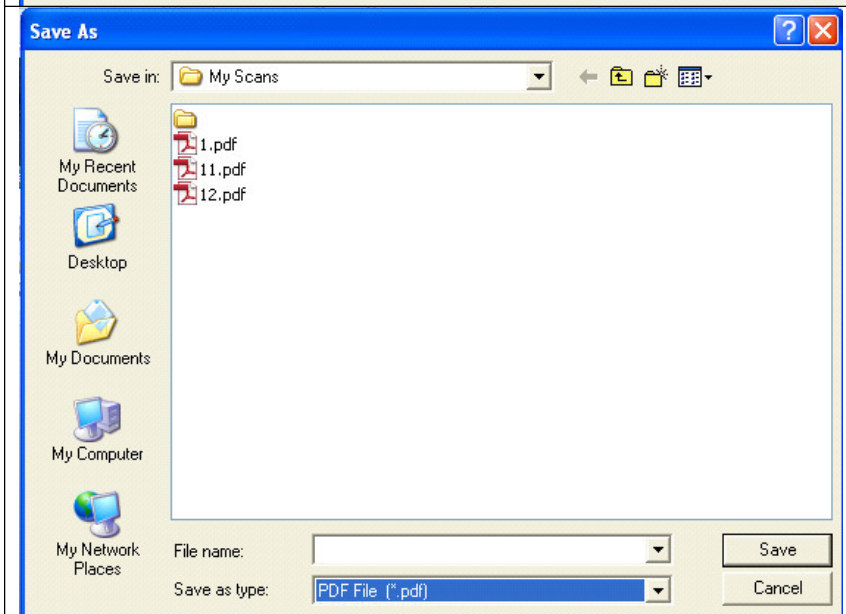 Save As
Save in: My Scans
1.pdf
11.pdf
12.pdf
My Recent
Documents
Desktop
My Documents
My Computer
My Network
Places
File name:
Save
Save as type: PDF File (*.pdf)
Cancel